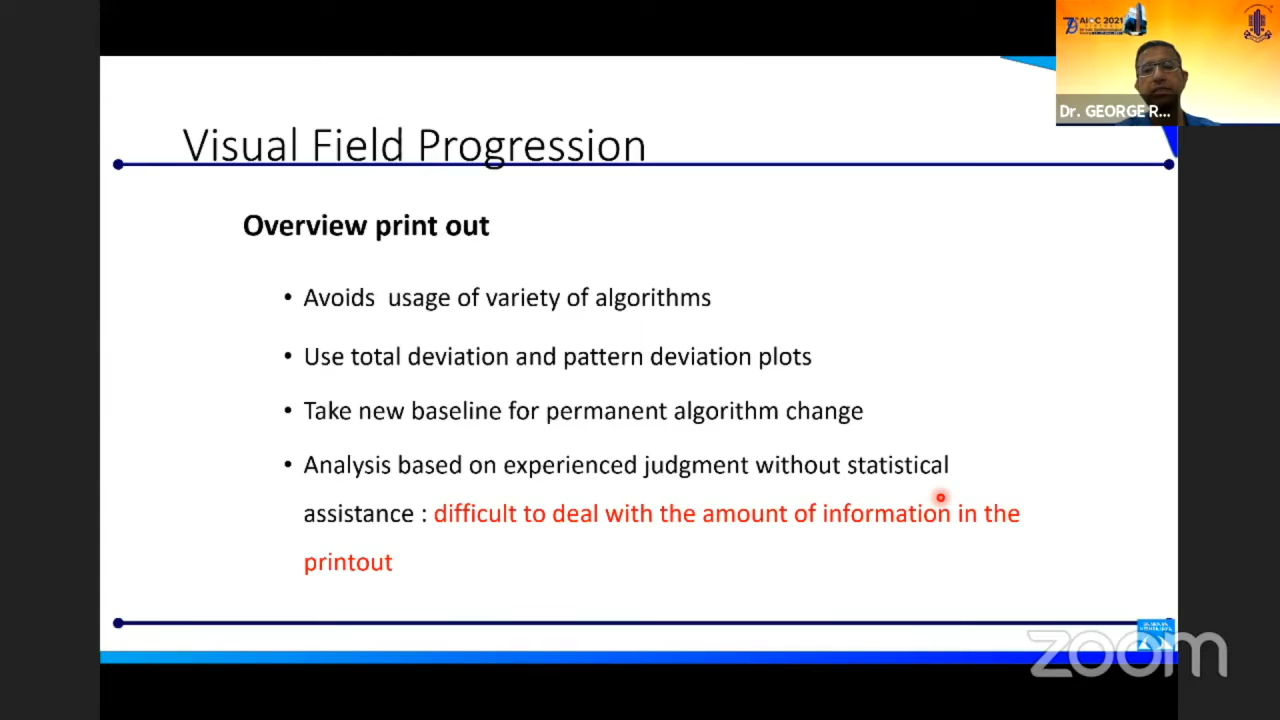 AIOC 2021
Dr. GEORGE R...
Visual Field Progression
Overview print out
• Avoids usage of variety of algorithms
• Use total deviation and pattern deviation plots
• Take new baseline for permanent algorithm change
• Analysis based on experienced judgment without statistical
assistance : difficult to deal with the amount of information in the
printout
zoom